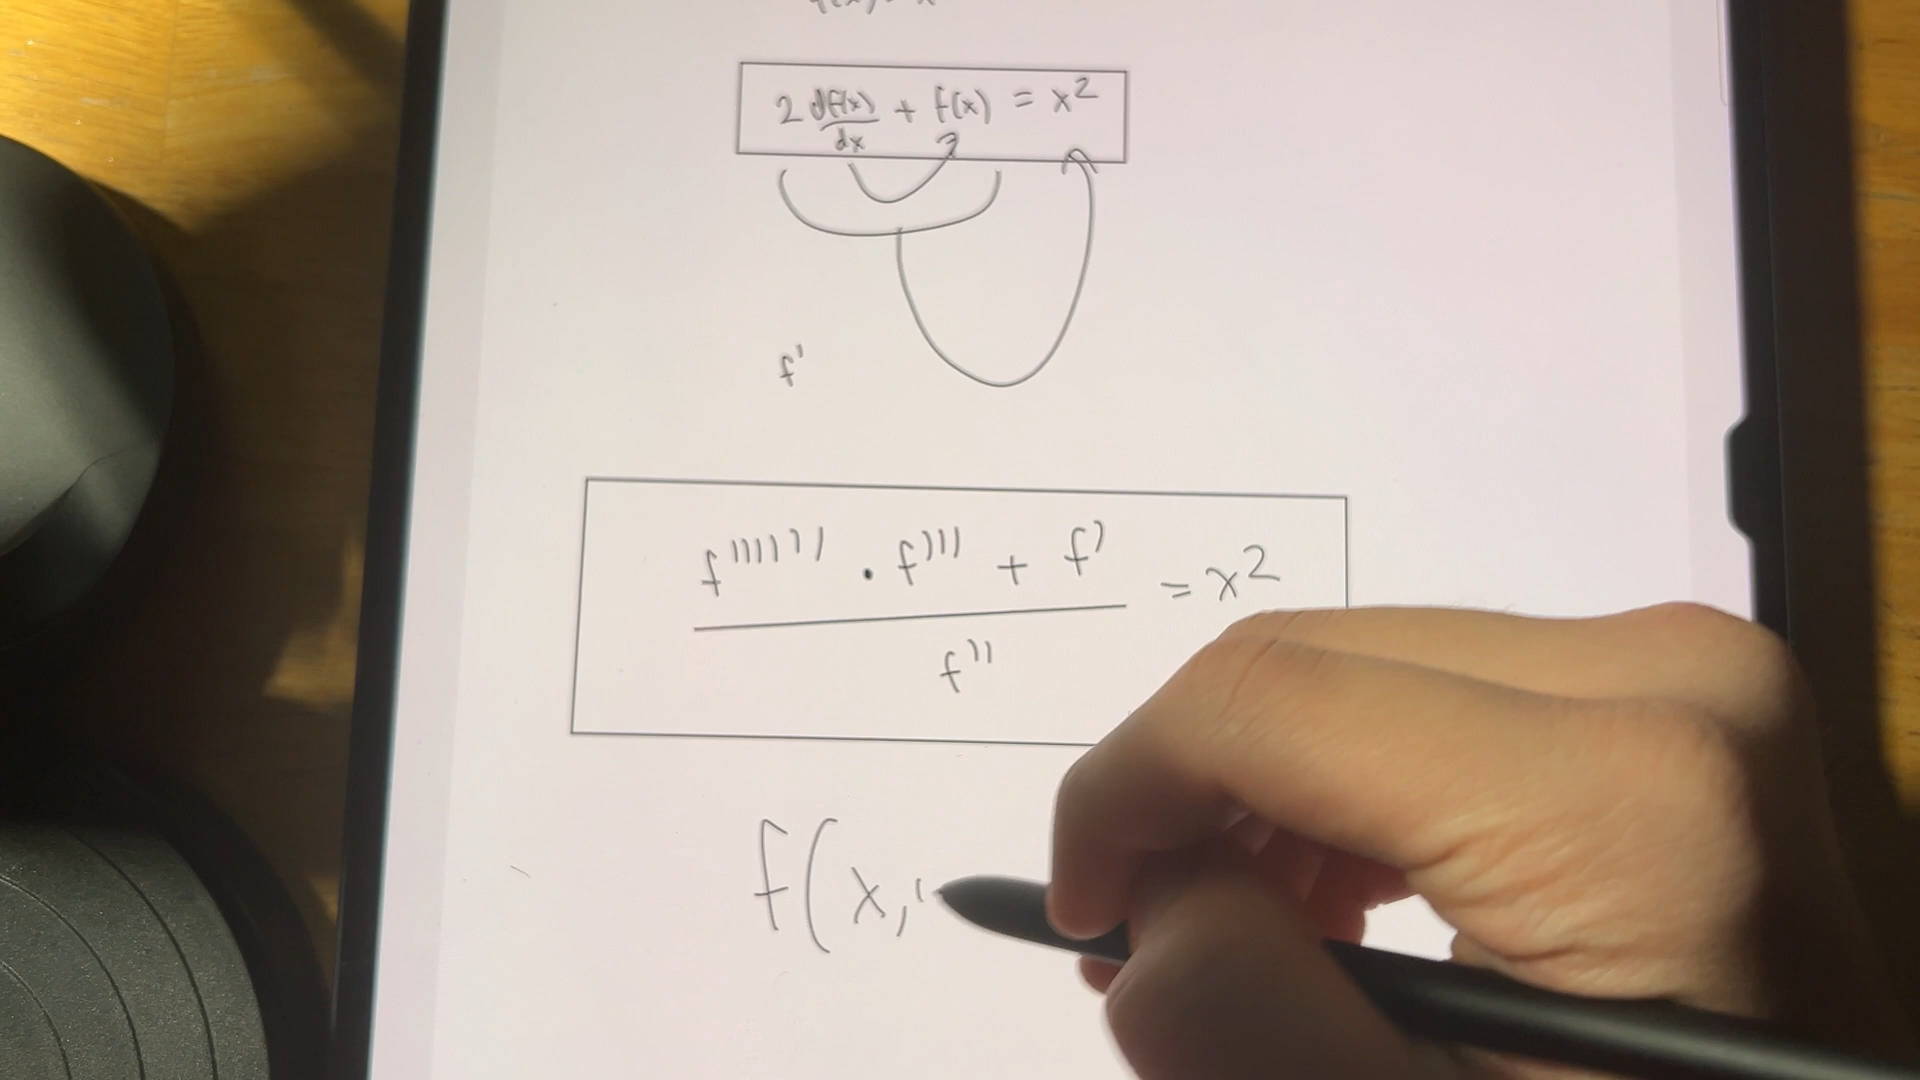 2 df(x)/dx + f(x) = x²
f'
f'''''' · f''' + f' = x²
f''
f(x,